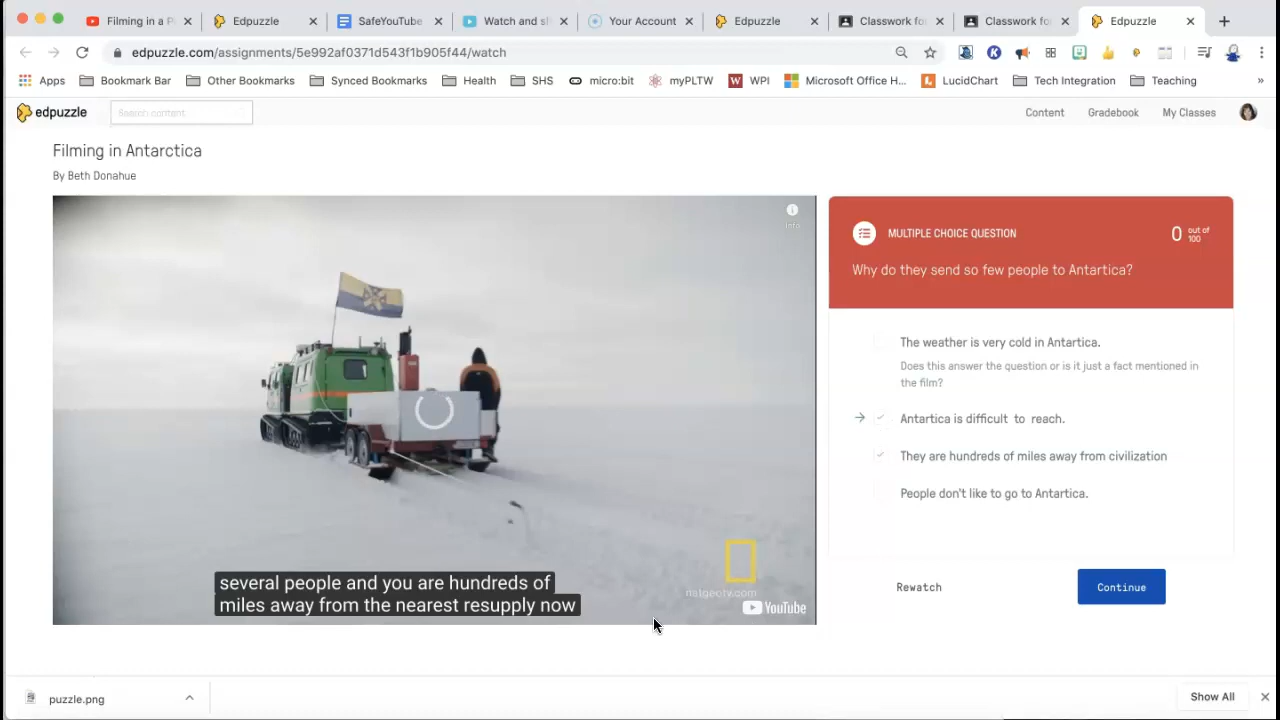 Filming in a P
Edpuzzle
SafeYouTube
Watch and sh
Your Account
Edpuzzle
Classwork fo
Classwork fo
Edpuzzle
edpuzzle.com/assignments/5e992af0371d543f1b905f44/watch
Apps
Bookmark Bar
Other Bookmarks
Synced Bookmarks
Health
SHS
micro:bit
myPLTW
WPI
Microsoft Office H...
LucidChart
Tech Integration
Teaching
»
edpuzzle
Search content
Content
Gradebook
My Classes
Filming in Antarctica
By Beth Donahue
Info
several people and you are hundreds of
miles away from the nearest resupply now
natgeotv.com
YouTube
MULTIPLE CHOICE QUESTION
0 out of 100
Why do they send so few people to Antartica?
The weather is very cold in Antartica.
Does this answer the question or is it just a fact mentioned in
the film?
Antartica is difficult to reach.
They are hundreds of miles away from civilization
People don't like to go to Antartica.
Rewatch
Continue
puzzle.png
Show All